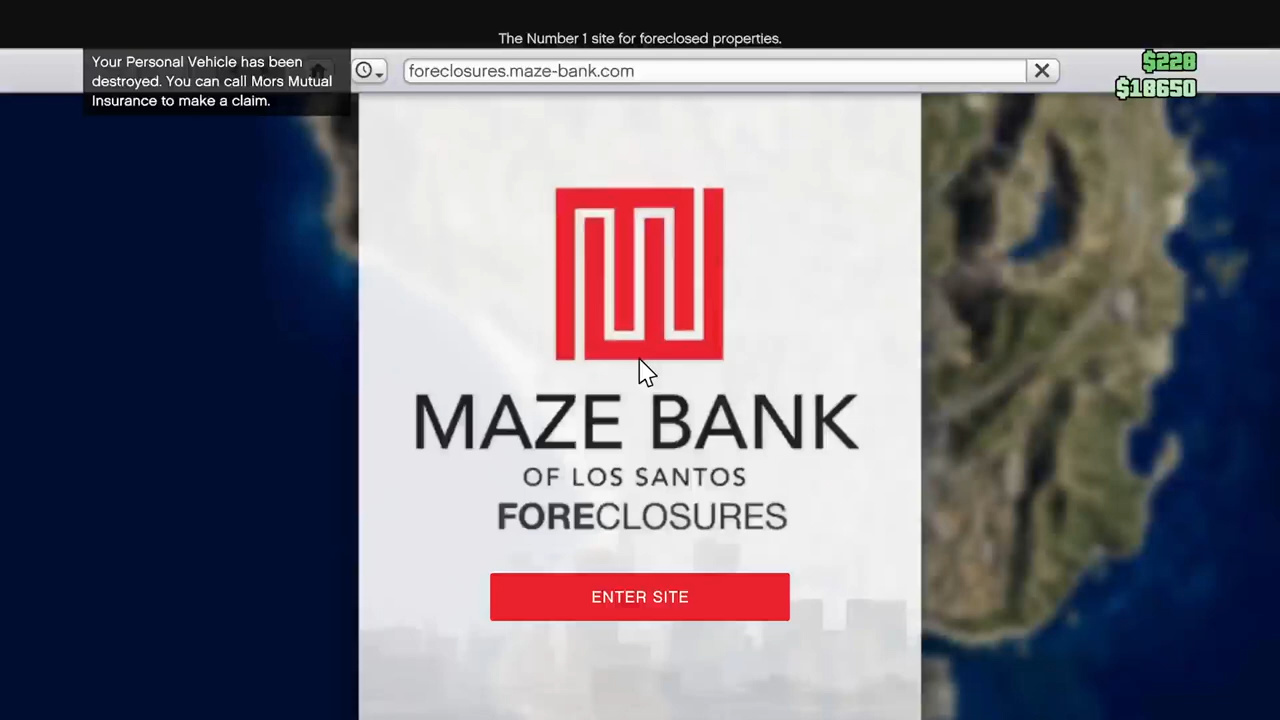 The Number 1 site for foreclosed properties.
Your Personal Vehicle has been
destroyed. You can call Mors Mutual
Insurance to make a claim.
foreclosures.maze-bank.com
$228
$18650
MAZE BANK
OF LOS SANTOS
FORECLOSURES
ENTER SITE